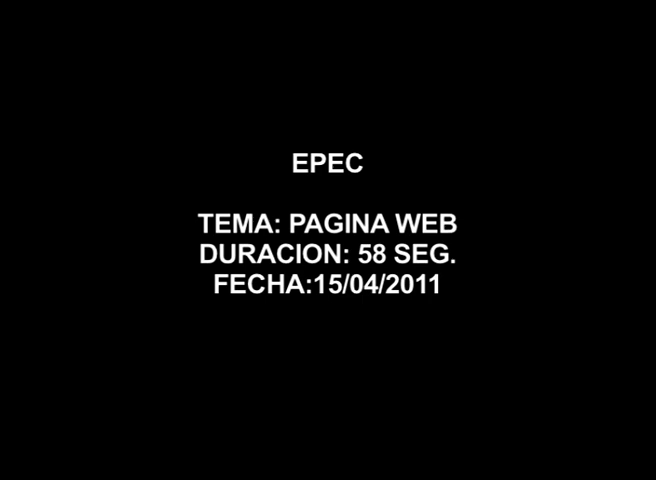 EPEC
TEMA: PAGINA WEB
DURACION: 58 SEG.
FECHA:15/04/2011